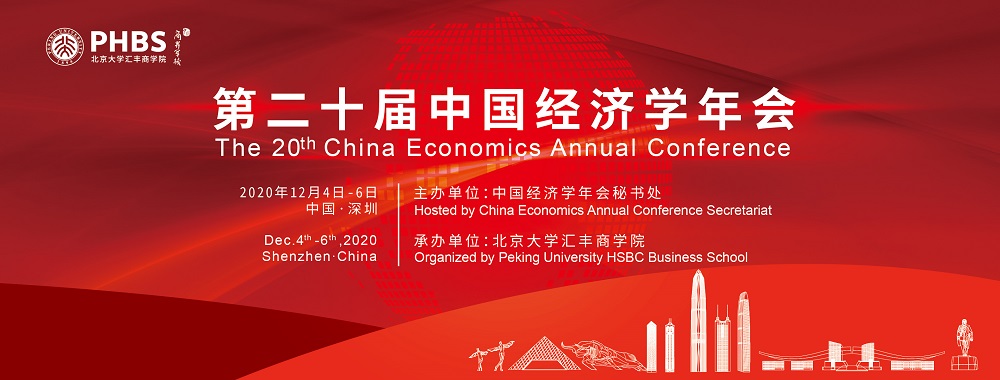 PHBS
北京大学汇丰商学院
商界军校
第二十届中国经济学年会
The 20th China Economics Annual Conference
2020年12月4日-6日
中国·深圳
Dec.4th-6th,2020
Shenzhen·China
主办单位:中国经济学年会秘书处
Hosted by China Economics Annual Conference Secretariat
承办单位:北京大学汇丰商学院
Organized by Peking University HSBC Business School